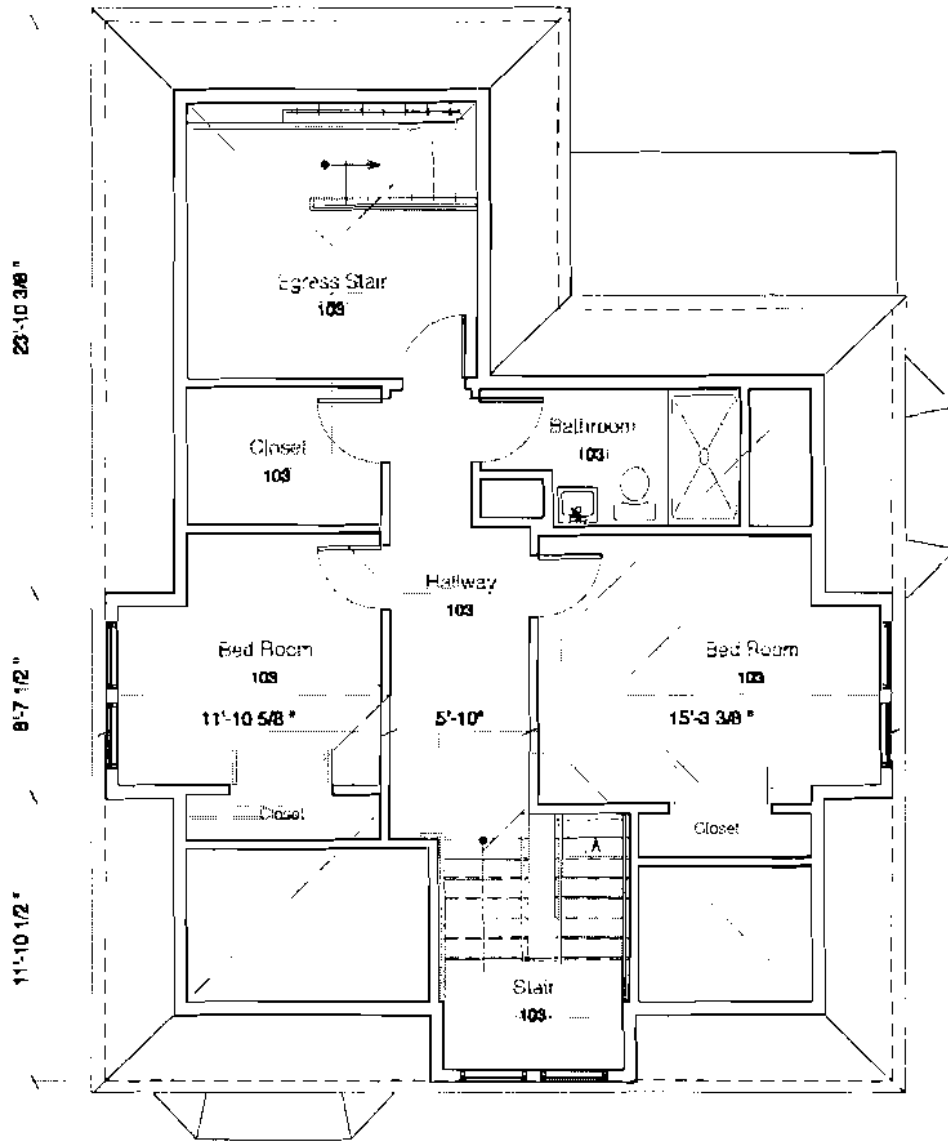 23'-10 3/8 "
Egress Stair
103
Closet
103
Bathroom
103
Hallway
103
Bed Room
103
Bed Room
103
8'-7 1/2 "
11'-10 5/8 "
5'-10"
15'-3 3/8 "
Closet
Closet
11'-10 1/2 "
Stair
103